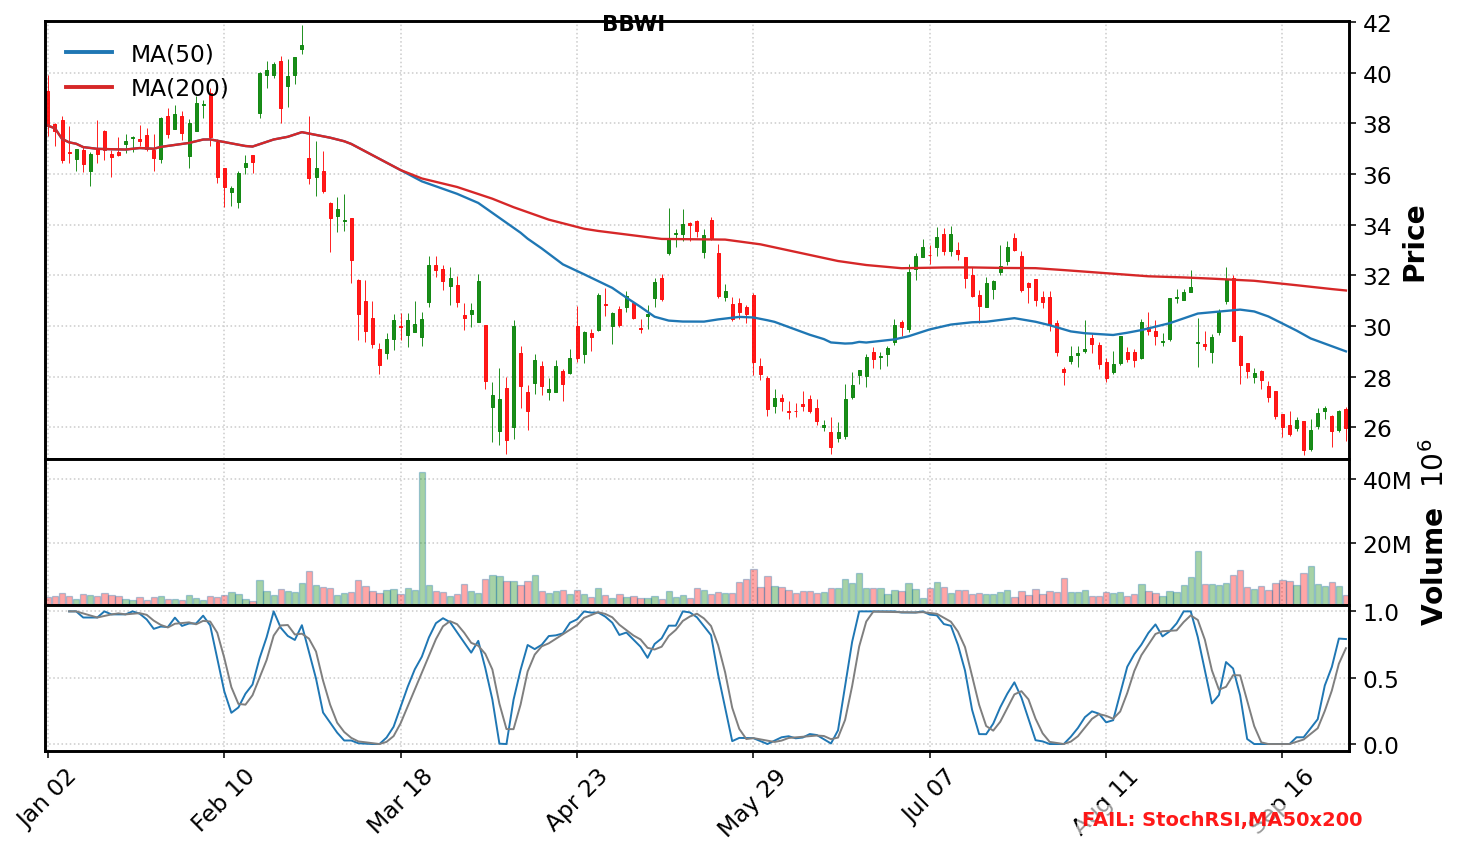 BBWI
MA(50)
MA(200)
42
40
38
36
34
32
30
28
26
Price
40M
20M
Volume 10^6
1.0
0.5
0.0
Jan 02
Feb 10
Mar 18
Apr 23
May 29
Jul 07
Aug 11
Sep 16
FAIL: StochRSI,MA50x200